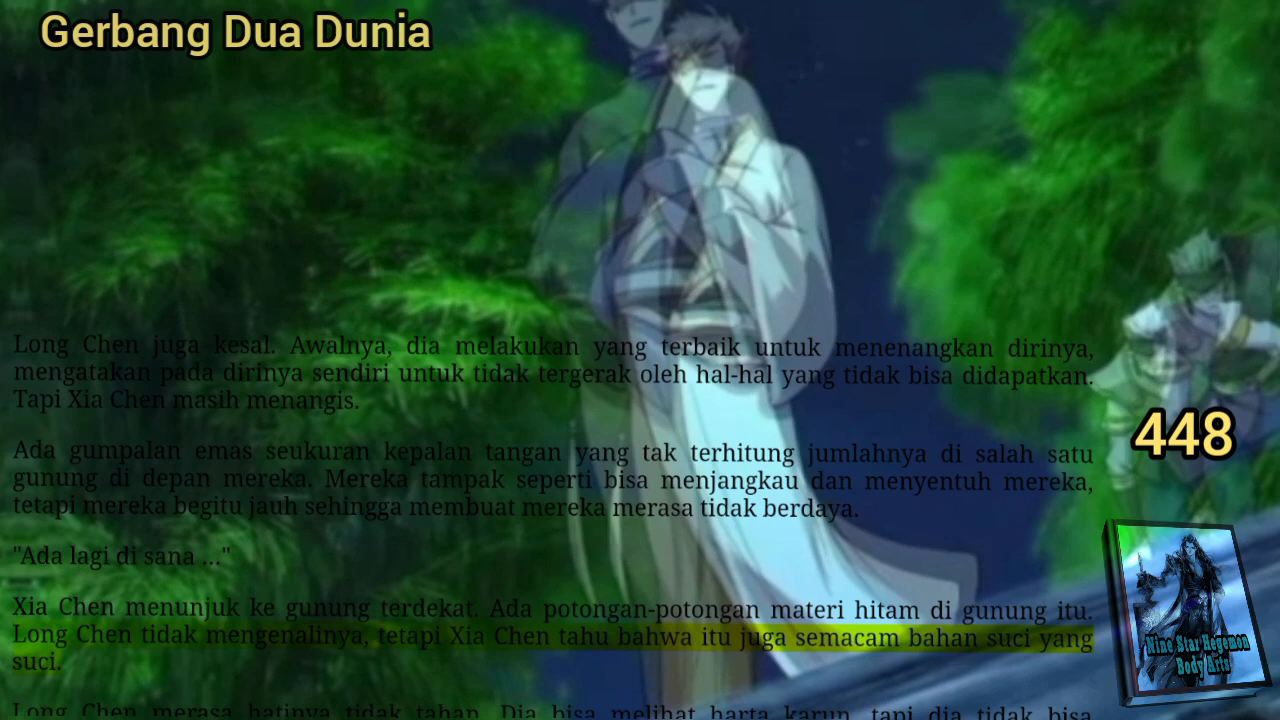 Gerbang Dua Dunia
Long Chen juga kesal. Awalnya, dia melakukan yang terbaik untuk menenangkan dirinya,
mengatakan pada dirinya sendiri untuk tidak tergerak oleh hal-hal yang tidak bisa didapatkan.
Tapi Xia Chen masih menangis.
Ada gumpalan emas seukuran kepalan tangan yang tak terhitung jumlahnya di salah satu
gunung di depan mereka. Mereka tampak seperti bisa menjangkau dan menyentuh mereka,
tetapi mereka begitu jauh sehingga membuat mereka merasa tidak berdaya.
448
"Ada lagi di sana ..."
Xia Chen menunjuk ke gunung terdekat. Ada potongan-potongan materi hitam di gunung itu.
Long Chen tidak mengenalinya, tetapi Xia Chen tahu bahwa itu juga semacam bahan suci yang
suci.
Nine Star Hegemon
Body Arts
Long Chen merasa hatinya tidak tahan. Dia bisa melihat harta karun, tapi dia tidak bisa